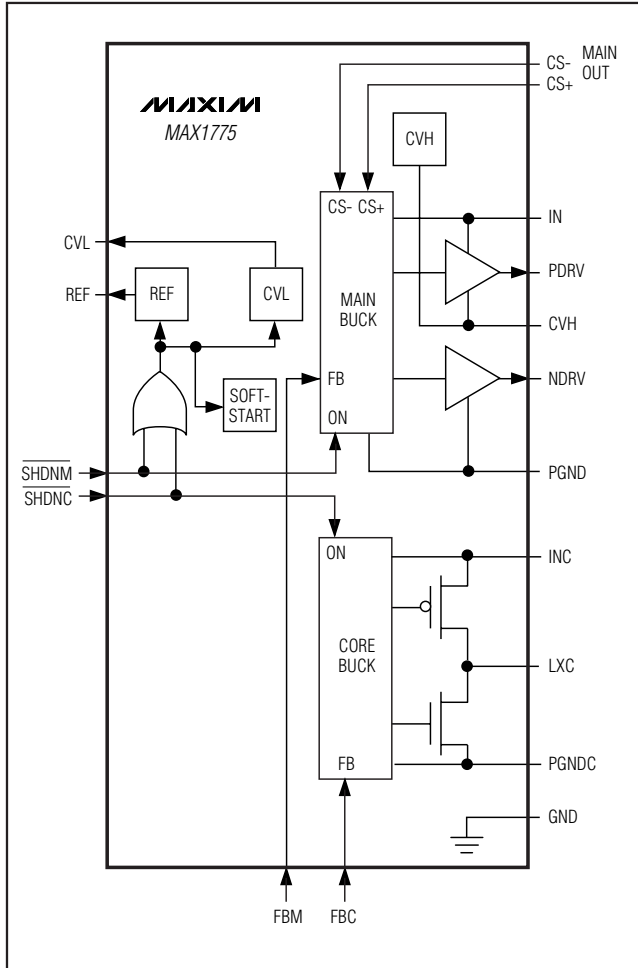 CS- MAIN
OUT
CS+
MAXIM
MAX1775
CVH
CS- CS+
IN
CVL
PDRV
REF
REF
CVL
MAIN
BUCK
CVH
FB
NDRV
SOFT-
START
ON
SHDNM
PGND
SHDNC
ON
INC
CORE
BUCK
LXC
FB
PGNDC
GND
FBM
FBC